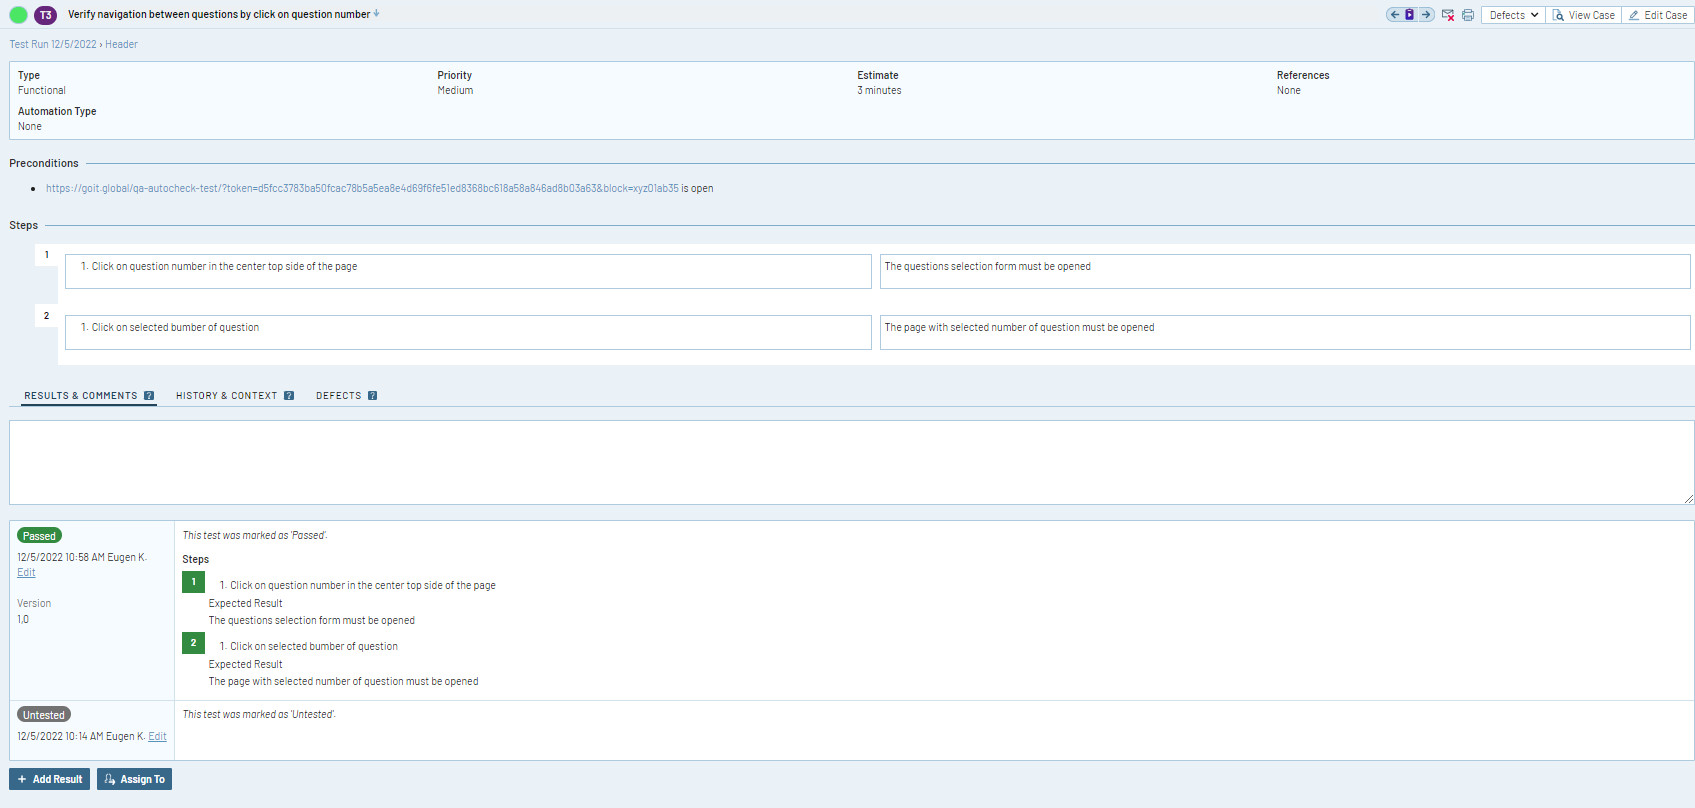 T3 Verify navigation between questions by click on question number
Defects View Case Edit Case
Test Run 12/5/2022 › Header
Type Priority Estimate References
Functional Medium 3 minutes None
Automation Type
None
Preconditions
• https://goit.global/qa-autocheck-test/?token=d5fcc3783ba50fcac78b5a5ea8e4d69f6fe51ed8368bc618a58a846ad8b03a63&block=xyz01ab35 is open
Steps
1
1. Click on question number in the center top side of the page The questions selection form must be opened
2
1. Click on selected bumber of question The page with selected number of question must be opened
RESULTS & COMMENTS ? HISTORY & CONTEXT ? DEFECTS ?
Passed
12/5/2022 10:58 AM Eugen K.
Edit
Version
1,0
This test was marked as 'Passed'.
Steps
1 1. Click on question number in the center top side of the page
Expected Result
The questions selection form must be opened
2 1. Click on selected bumber of question
Expected Result
The page with selected number of question must be opened
Untested
12/5/2022 10:14 AM Eugen K. Edit
This test was marked as 'Untested'.
+ Add Result Assign To